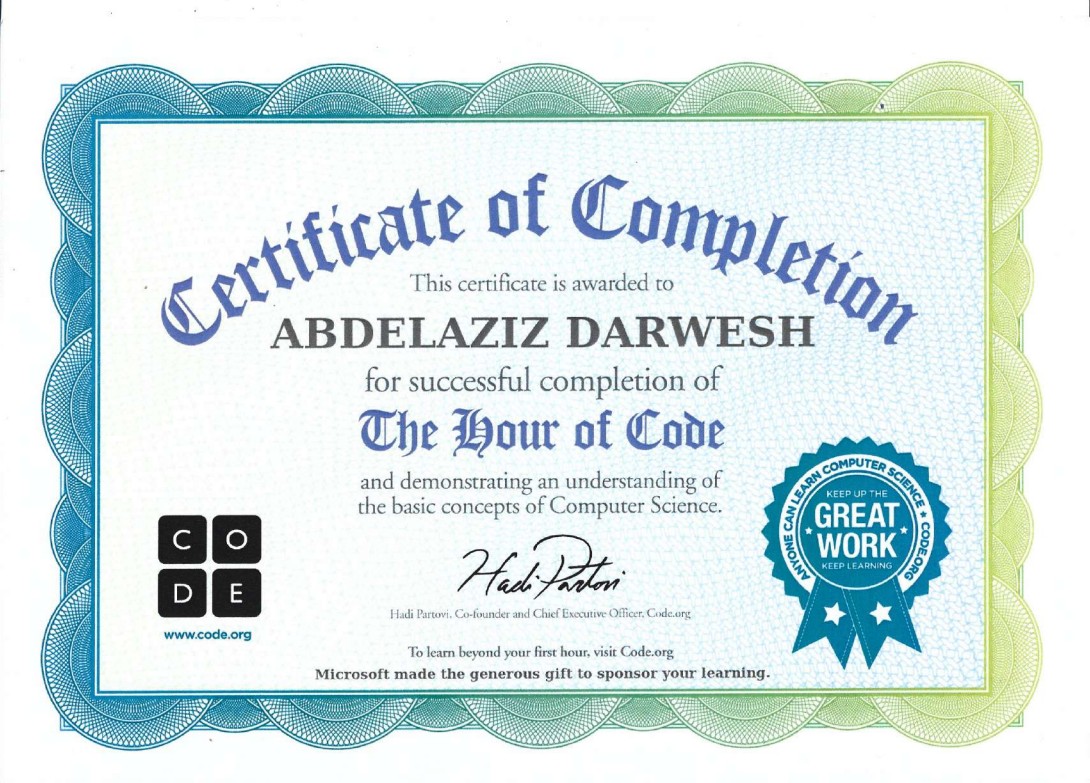 Certificate of Completion
This certificate is awarded to
ABDELAZIZ DARWESH
for successful completion of
The Hour of Code
and demonstrating an understanding of
the basic concepts of Computer Science.
C O
D E
www.code.org
Hadi Partovi
Hadi Partovi, Co-founder and Chief Executive Officer, Code.org
To learn beyond your first hour, visit Code.org
Microsoft made the generous gift to sponsor your learning.
ANYONE CAN LEARN COMPUTER SCIENCE ★ CODE.ORG
KEEP UP THE
GREAT
WORK
KEEP LEARNING